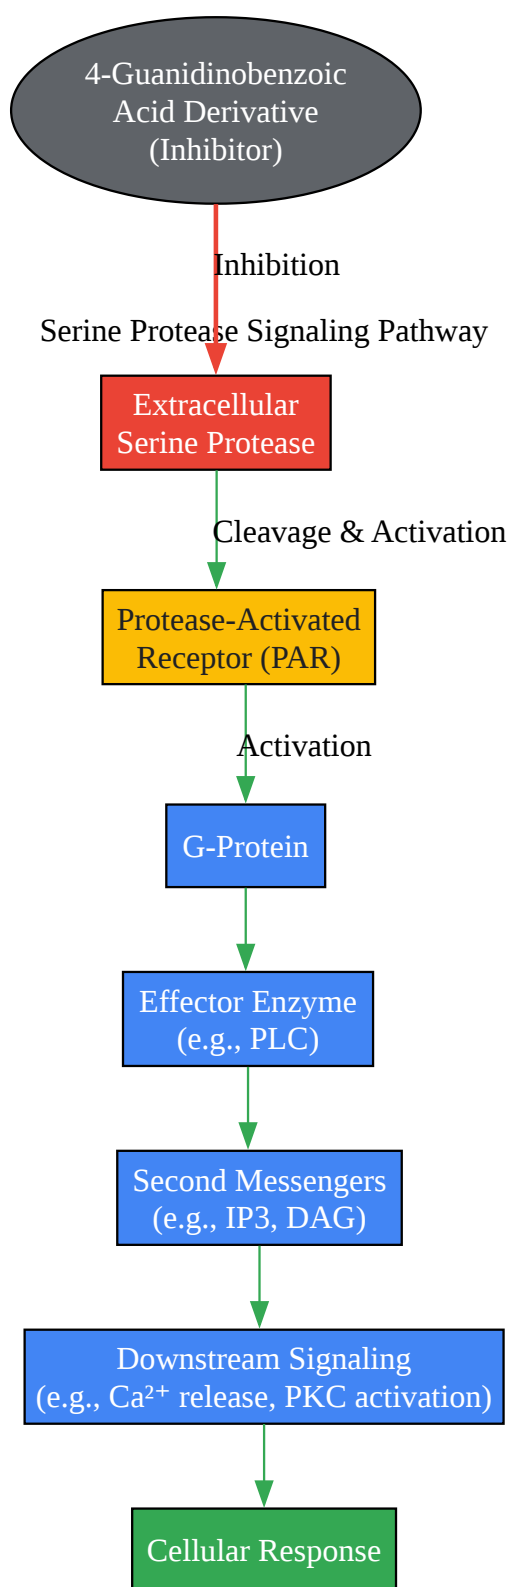 4-Guanidinobenzoic
Acid Derivative
(Inhibitor)
Inhibition
Serine Protease Signaling Pathway
Extracellular
Serine Protease
Cleavage & Activation
Protease-Activated
Receptor (PAR)
Activation
G-Protein
Effector Enzyme
(e.g., PLC)
Second Messengers
(e.g., IP3, DAG)
Downstream Signaling
(e.g., Ca²⁺ release, PKC activation)
Cellular Response